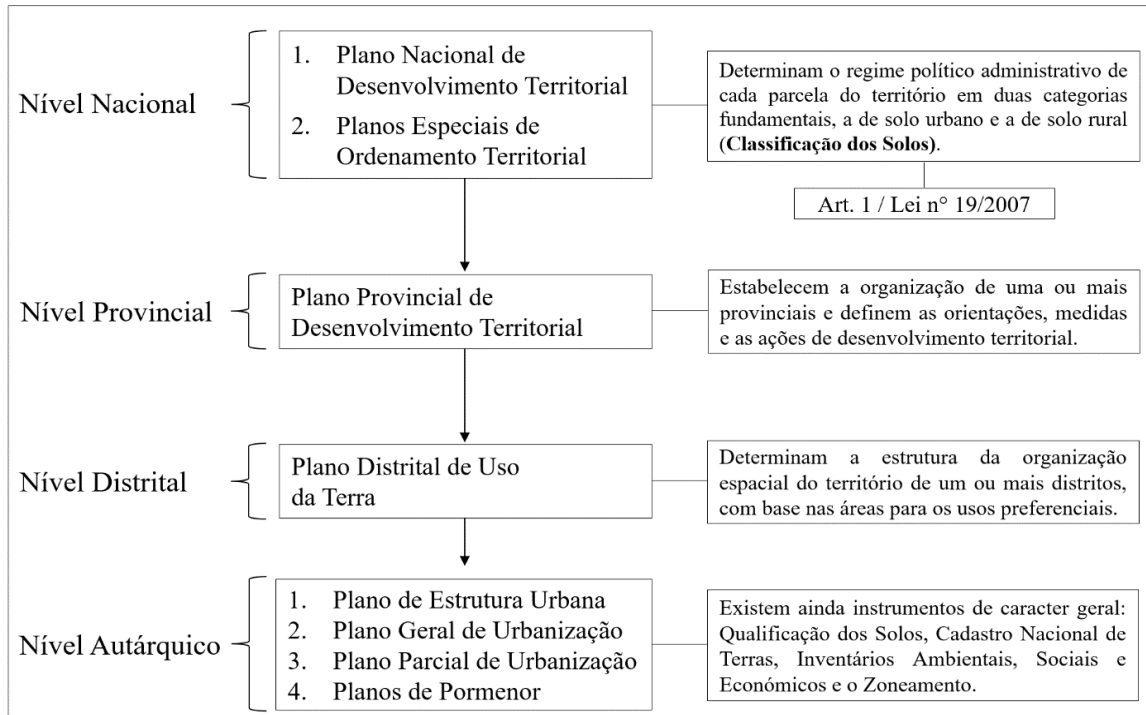 Nível Nacional
1. Plano Nacional de
Desenvolvimento Territorial
2. Planos Especiais de
Ordenamento Territorial
Determinam o regime político administrativo de
cada parcela do território em duas categorias
fundamentais, a de solo urbano e a de solo rural
(Classificação dos Solos).
Art. 1 / Lei n° 19/2007
Nível Provincial
Plano Provincial de
Desenvolvimento Territorial
Estabelecem a organização de uma ou mais
provinciais e definem as orientações, medidas
e as ações de desenvolvimento territorial.
Nível Distrital
Plano Distrital de Uso
da Terra
Determinam a estrutura da organização
espacial do território de um ou mais distritos,
com base nas áreas para os usos preferenciais.
Nível Autárquico
1. Plano de Estrutura Urbana
2. Plano Geral de Urbanização
3. Plano Parcial de Urbanização
4. Planos de Pormenor
Existem ainda instrumentos de caracter geral:
Qualificação dos Solos, Cadastro Nacional de
Terras, Inventários Ambientais, Sociais e
Económicos e o Zoneamento.